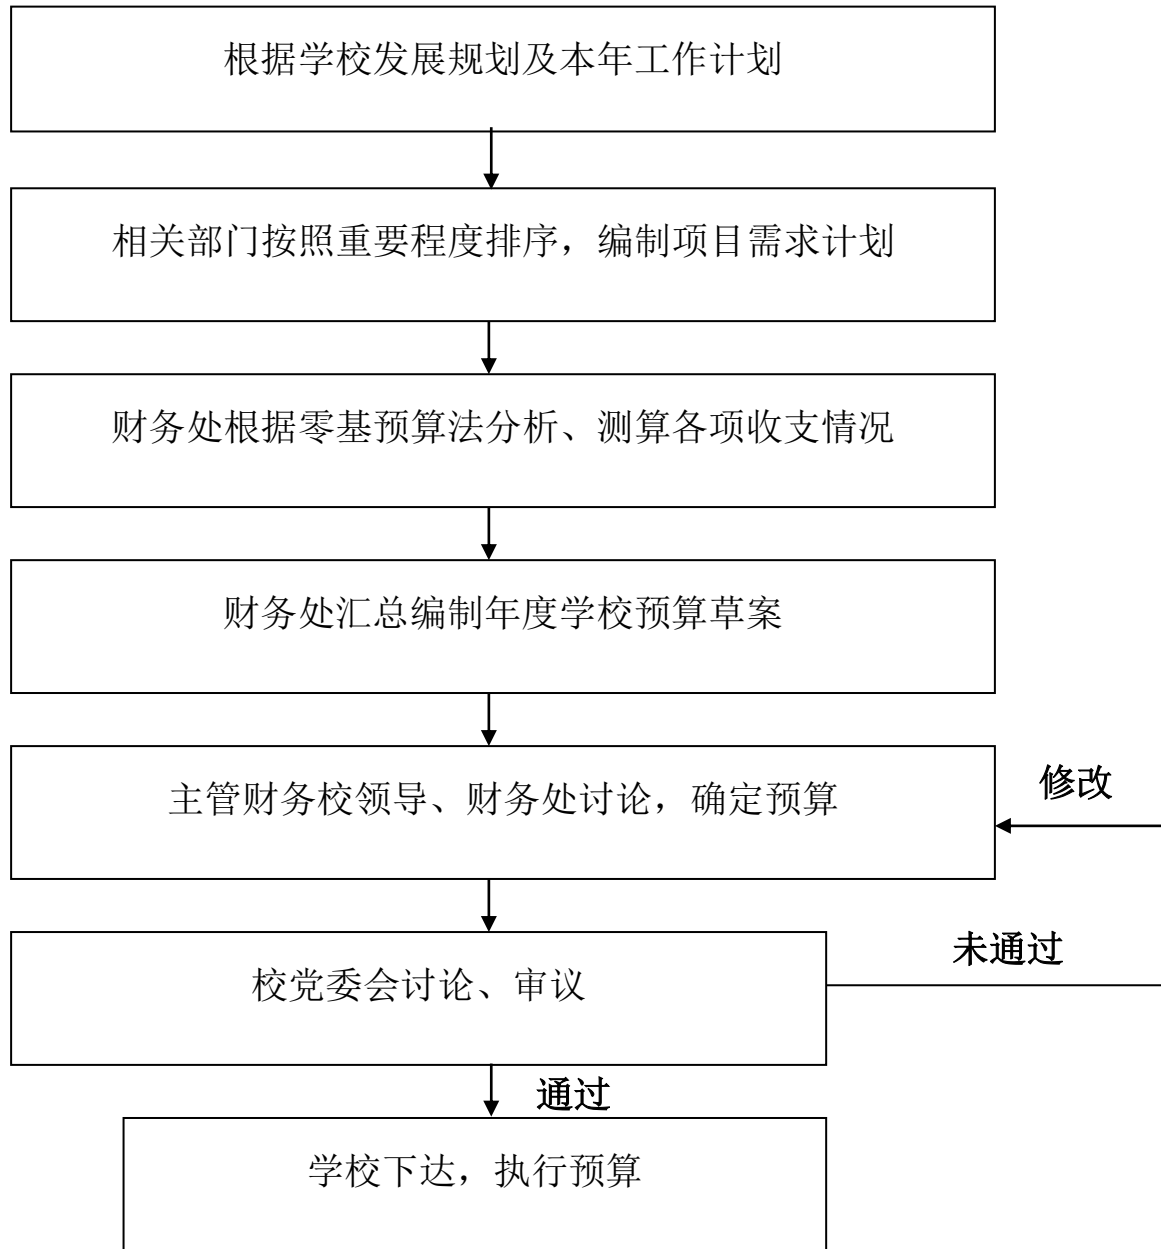 根据学校发展规划及本年工作计划
相关部门按照重要程度排序，编制项目需求计划
财务处根据零基预算法分析、测算各项收支情况
财务处汇总编制年度学校预算草案
主管财务校领导、财务处讨论，确定预算
修改
校党委会讨论、审议
未通过
通过
学校下达，执行预算